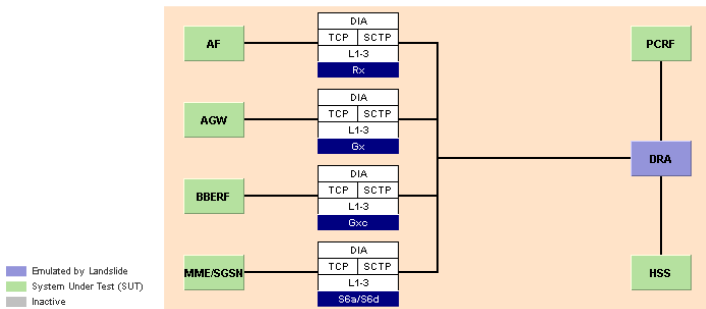 AF
DIA
TCP SCTP
L1-3
Rx
PCRF
AGW
DIA
TCP SCTP
L1-3
Gx
DRA
BBERF
DIA
TCP SCTP
L1-3
Gxc
MME/SGSN
DIA
TCP SCTP
L1-3
S6a/S6d
HSS
Emulated by Landslide
System Under Test (SUT)
Inactive